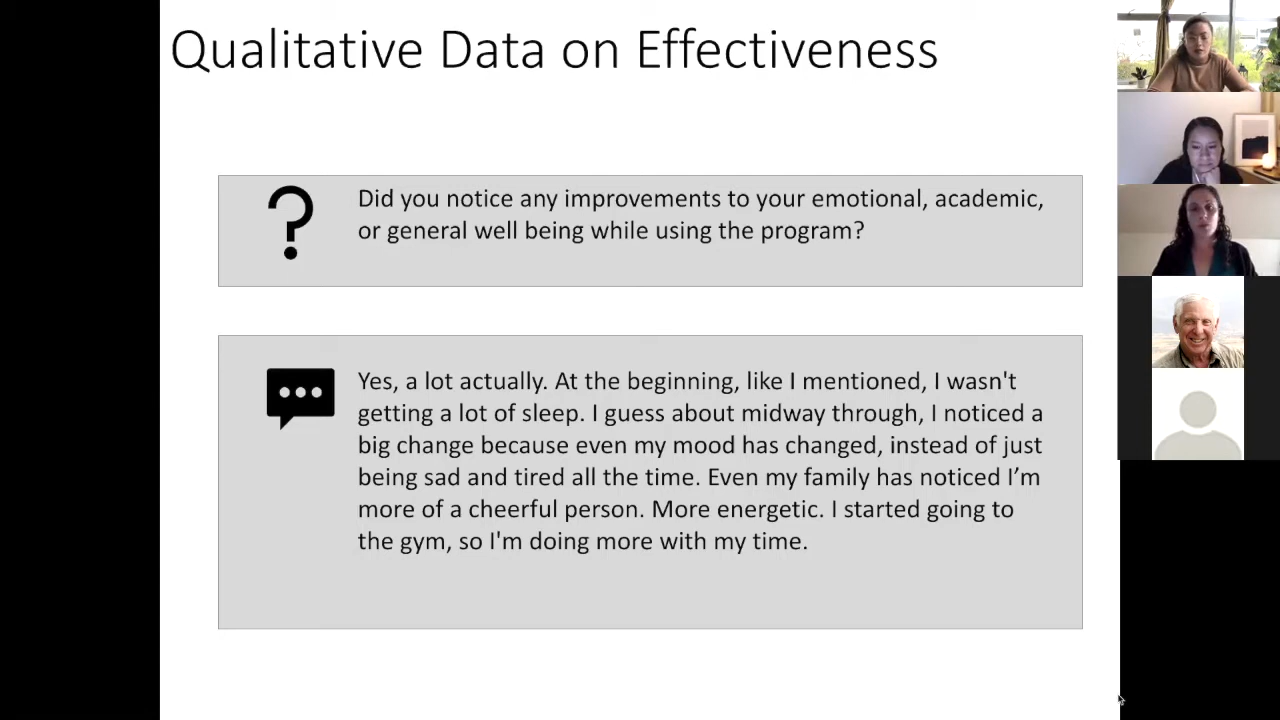 Qualitative Data on Effectiveness
Did you notice any improvements to your emotional, academic,
or general well being while using the program?
Yes, a lot actually. At the beginning, like I mentioned, I wasn't
getting a lot of sleep. I guess about midway through, I noticed a
big change because even my mood has changed, instead of just
being sad and tired all the time. Even my family has noticed I’m
more of a cheerful person. More energetic. I started going to
the gym, so I'm doing more with my time.